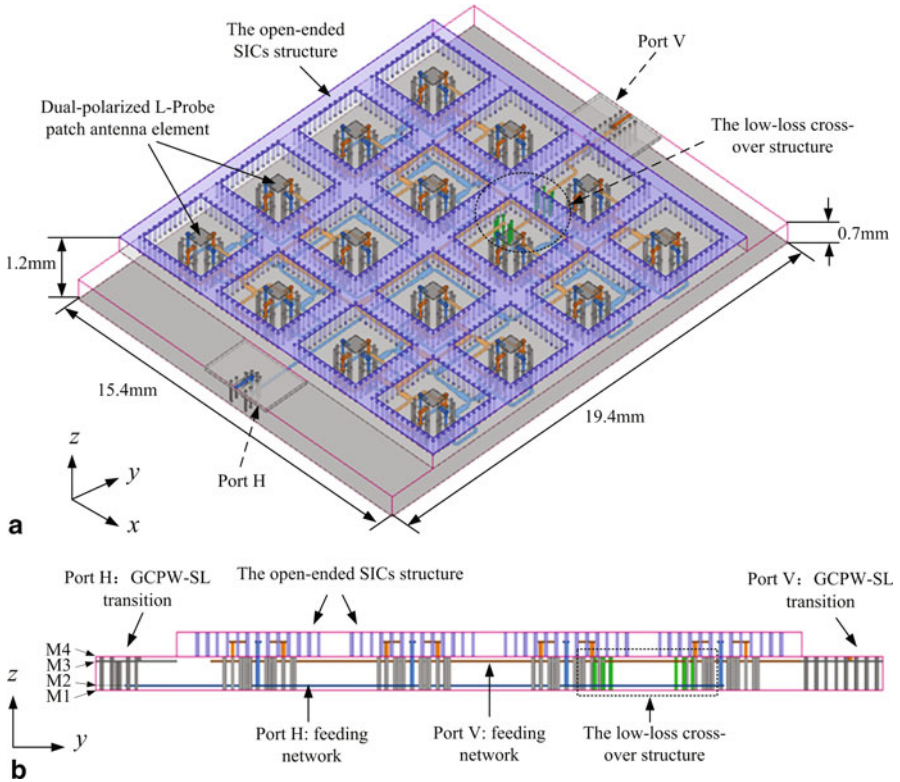 The open-ended
SICs structure
Port V
Dual-polarized L-Probe
patch antenna element
The low-loss cross-
over structure
1.2mm
0.7mm
15.4mm
19.4mm
Port H
z
y
x
a
Port H：GCPW-SL
transition
The open-ended SICs structure
Port V：GCPW-SL
transition
M4
M3
M2
M1
z
y
Port H: feeding
network
Port V: feeding
network
The low-loss cross-
over structure
b